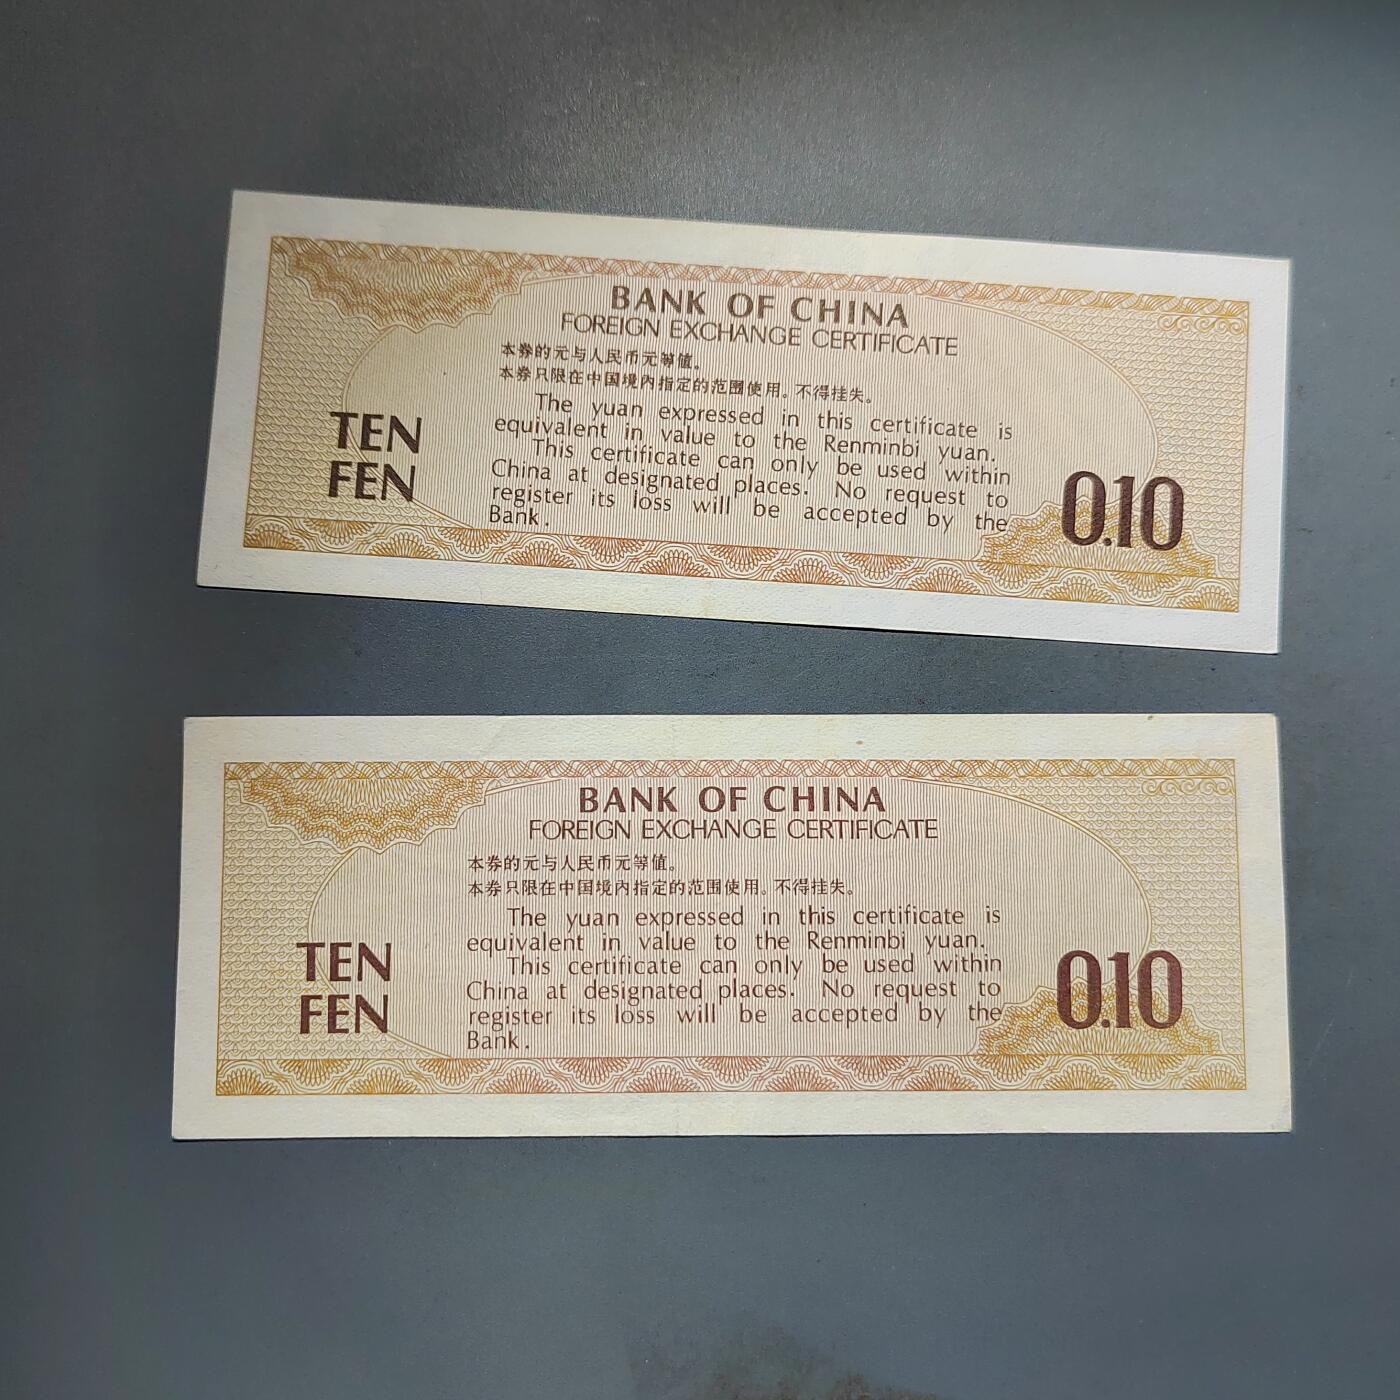 BANK OF CHINA
FOREIGN EXCHANGE CERTIFICATE
本券的元与人民币元等值。
本券只限在中国境内指定的范围使用。不得挂失。
The yuan expressed in this certificate is
equivalent in value to the Renminbi yuan.
This certificate can only be used within
China at designated places. No request to
register its loss will be accepted by the
Bank.
TEN
FEN
0.10
BANK OF CHINA
FOREIGN EXCHANGE CERTIFICATE
本券的元与人民币元等值。
本券只限在中国境内指定的范围使用。不得挂失。
The yuan expressed in this certificate is
equivalent in value to the Renminbi yuan.
This certificate can only be used within
China at designated places. No request to
register its loss will be accepted by the
Bank.
TEN
FEN
0.10